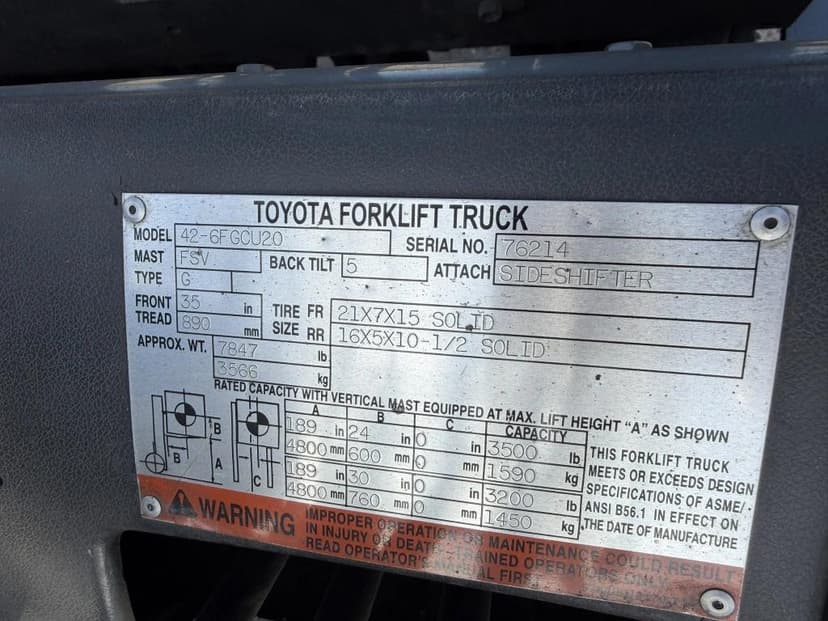 TOYOTA FORKLIFT TRUCK
MODEL 42-6FGCU20 SERIAL NO. 76214
MAST FSV BACK TILT 5 ATTACH SIDESHIFTER
TYPE G
FRONT TREAD 35 in 890 mm
TIRE SIZE FR 21X7X15 SOLID
RR 16X5X10-1/2 SOLID
APPROX. WT. 7847 lb
3566 kg
RATED CAPACITY WITH VERTICAL MAST EQUIPPED AT MAX. LIFT HEIGHT "A" AS SHOWN
A B C CAPACITY
189 in 24 in 0 in 3500 lb
4800 mm 600 mm 0 mm 1590 kg
189 in 30 in 0 in 3200 lb
4800 mm 760 mm 0 mm 1450 kg
B
B A
C
THIS FORKLIFT TRUCK
MEETS OR EXCEEDS DESIGN
SPECIFICATIONS OF ASME/
ANSI B56.1 IN EFFECT ON
THE DATE OF MANUFACTURE
WARNING
IMPROPER OPERATION OR MAINTENANCE COULD RESULT
IN INJURY OR DEATH-TRAINED OPERATORS ONLY.
READ OPERATOR'S MANUAL FIRST